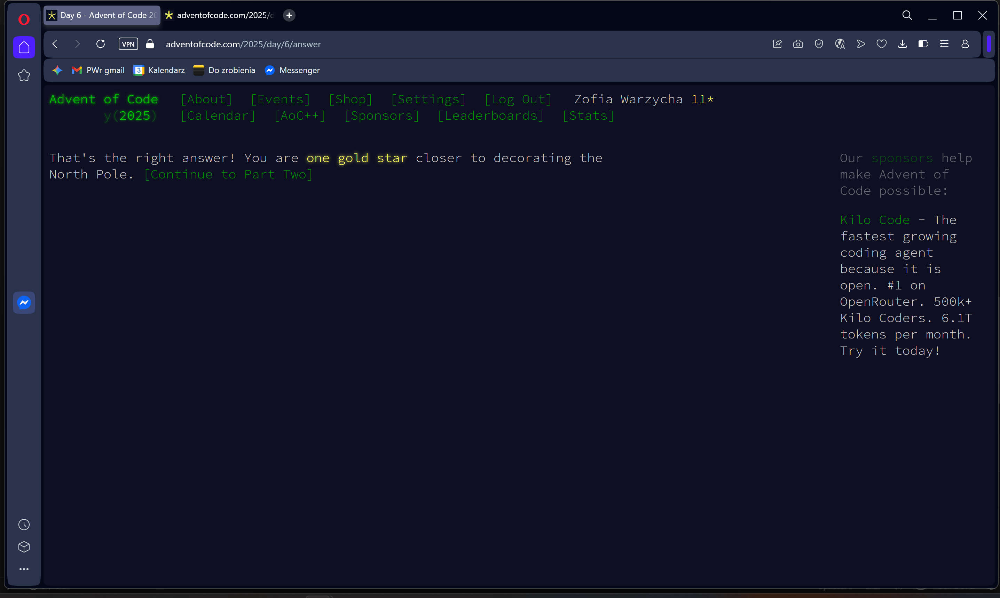 Day 6 - Advent of Code 20
adventofcode.com/2025/d
VPN
adventofcode.com/2025/day/6/answer
PWr gmail
3
Kalendarz
Do zrobienia
Messenger
Advent of Code [About] [Events] [Shop] [Settings] [Log Out] Zofia Warzycha 11*
y(2025) [Calendar] [AoC++] [Sponsors] [Leaderboards] [Stats]
That's the right answer! You are one gold star closer to decorating the
North Pole. [Continue to Part Two]
Our sponsors help
make Advent of
Code possible:
Kilo Code - The
fastest growing
coding agent
because it is
open. #1 on
OpenRouter. 500k+
Kilo Coders. 6.1T
tokens per month.
Try it today!